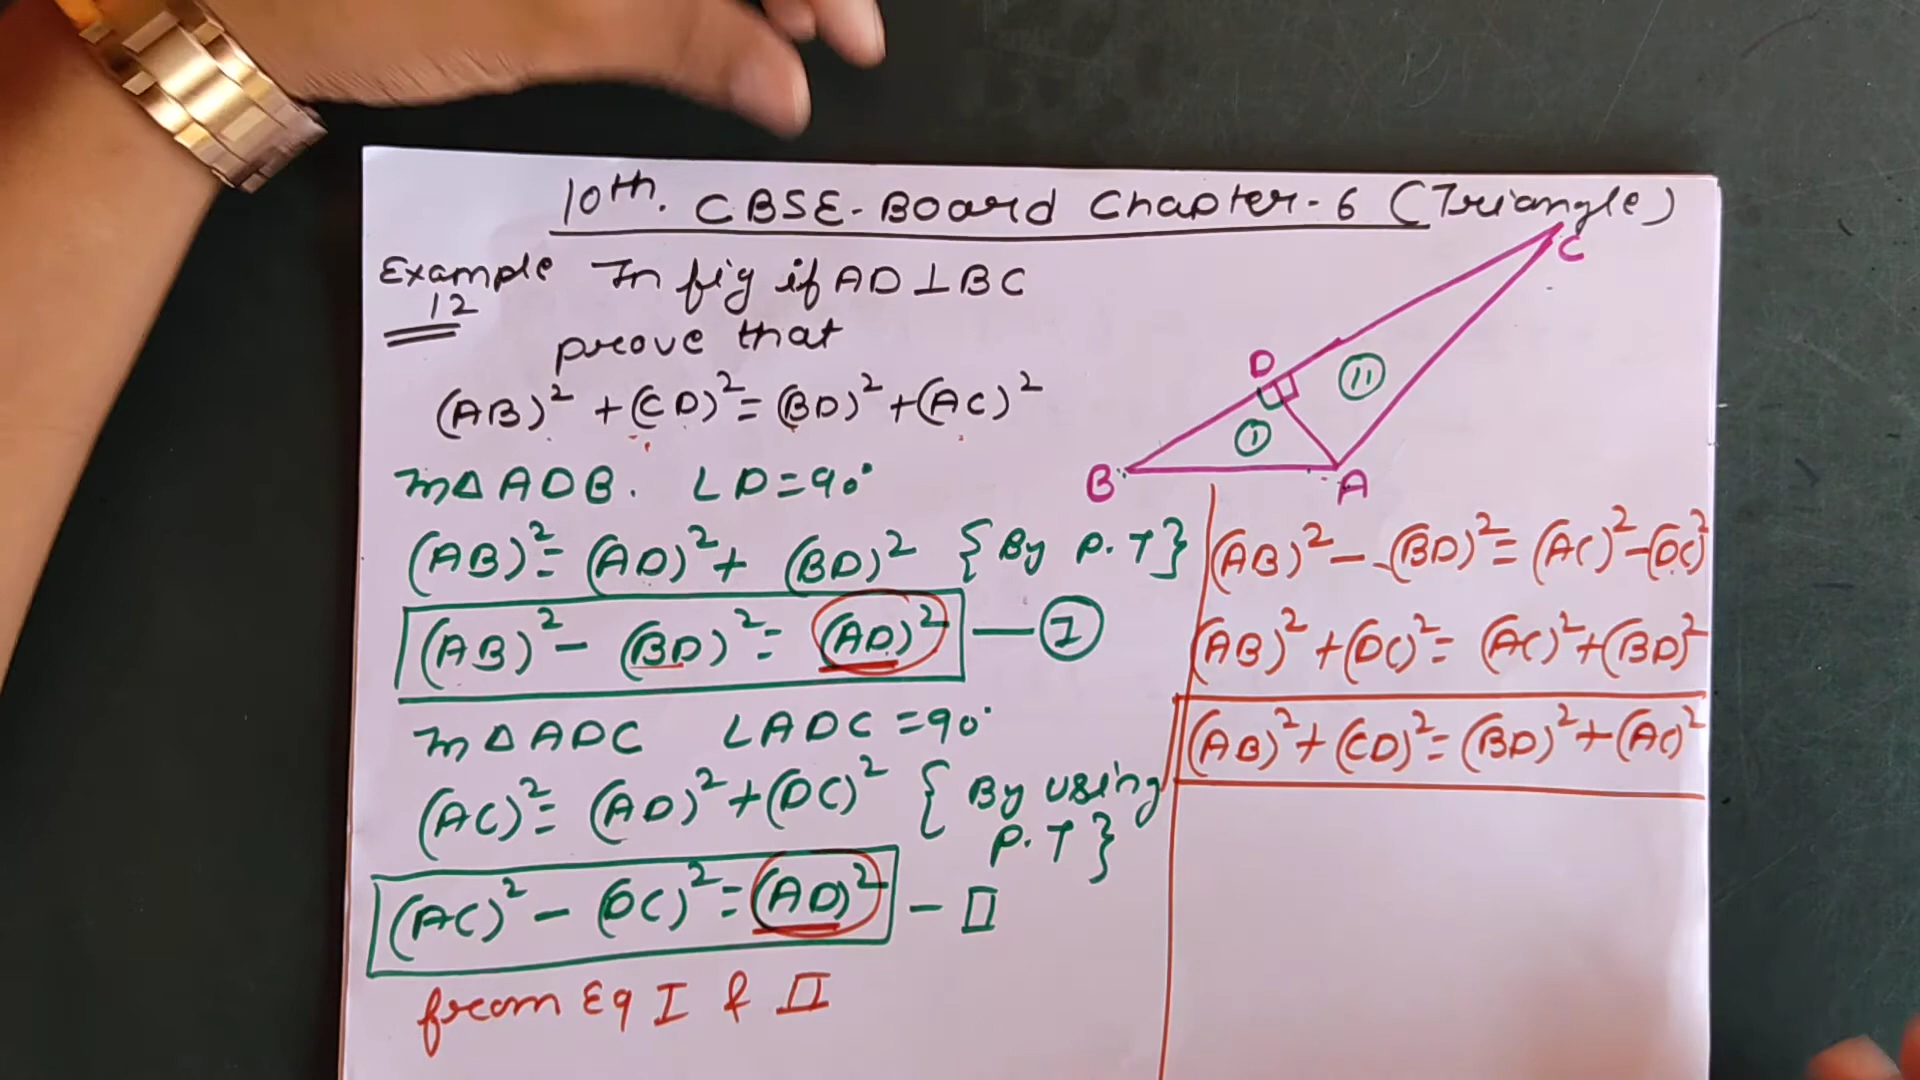 10th. CBSE-Board Chapter-6 (Triangle)
Example 12
In fig if AD⊥BC
prove that
(AB)² + (CD)² = (BD)² + (AC)²
C
D
11
1
B
A
In △ ADB. ∠D = 90°
(AB)² = (AD)² + (BD)² {By P.T}
(AB)² - (BD)² = (AD)² — I
In △ ADC ∠ADC = 90°
(AC)² = (AD)² + (DC)² {By using
P.T}
(AC)² - (DC)² = (AD)² - II
from Eq I & II
(AB)² - (BD)² = (AC)² - (DC)²
(AB)² + (DC)² = (AC)² + (BD)²
(AB)² + (CD)² = (BD)² + (AC)²